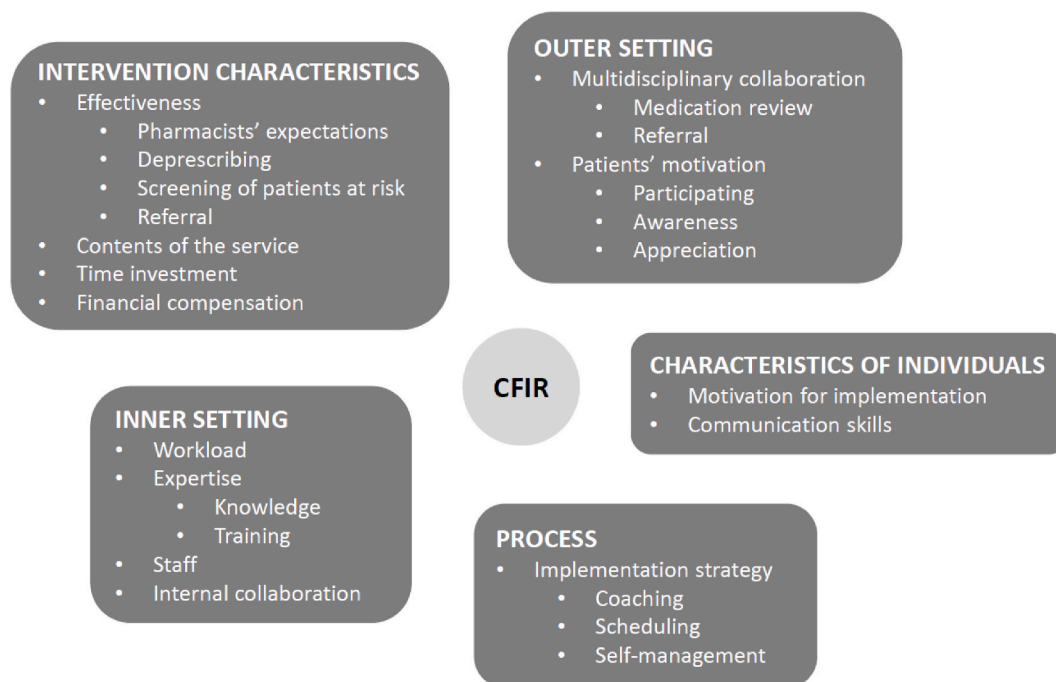 INTERVENTION CHARACTERISTICS
• Effectiveness
• Pharmacists’ expectations
• Deprescribing
• Screening of patients at risk
• Referral
• Contents of the service
• Time investment
• Financial compensation
OUTER SETTING
• Multidisciplinary collaboration
• Medication review
• Referral
• Patients’ motivation
• Participating
• Awareness
• Appreciation
CFIR
CHARACTERISTICS OF INDIVIDUALS
• Motivation for implementation
• Communication skills
INNER SETTING
• Workload
• Expertise
• Knowledge
• Training
• Staff
• Internal collaboration
PROCESS
• Implementation strategy
• Coaching
• Scheduling
• Self-management